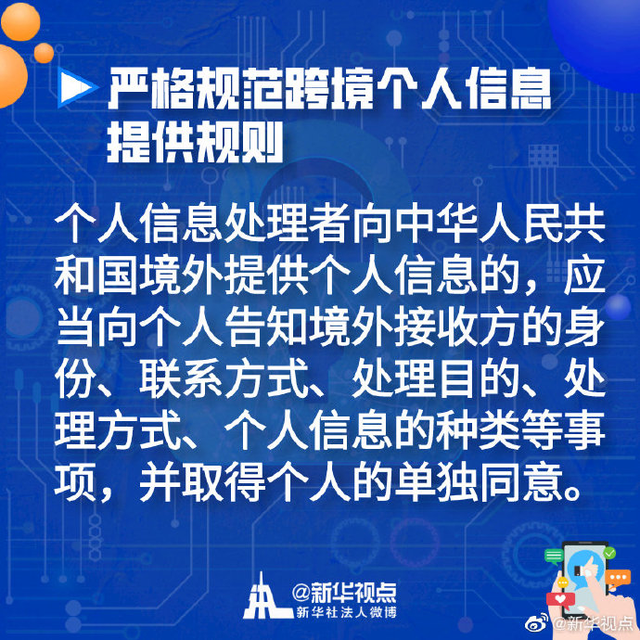 严格规范跨境个人信息
提供规则
个人信息处理者向中华人民共
和国境外提供个人信息的，应
当向个人告知境外接收方的身
份、联系方式、处理目的、处
理方式、个人信息的种类等事
项，并取得个人的单独同意。
@新华视点
新华社法人微博
@新华视点